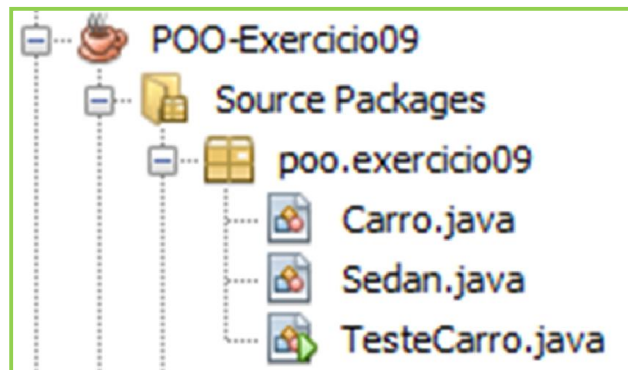 POO-Exercicio09
Source Packages
poo.exercicio09
Carro.java
Sedan.java
TesteCarro.java